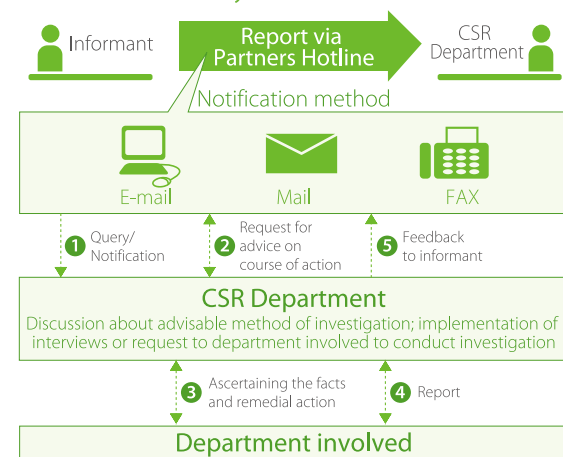 Informant
Report via
Partners Hotline
CSR
Department
Notification method
E-mail
Mail
FAX
1 Query/
Notification
2 Request for
advice on
course of action
5 Feedback
to informant
CSR Department
Discussion about advisable method of investigation; implementation of
interviews or request to department involved to conduct investigation
3 Ascertaining the facts
and remedial action
4 Report
Department involved